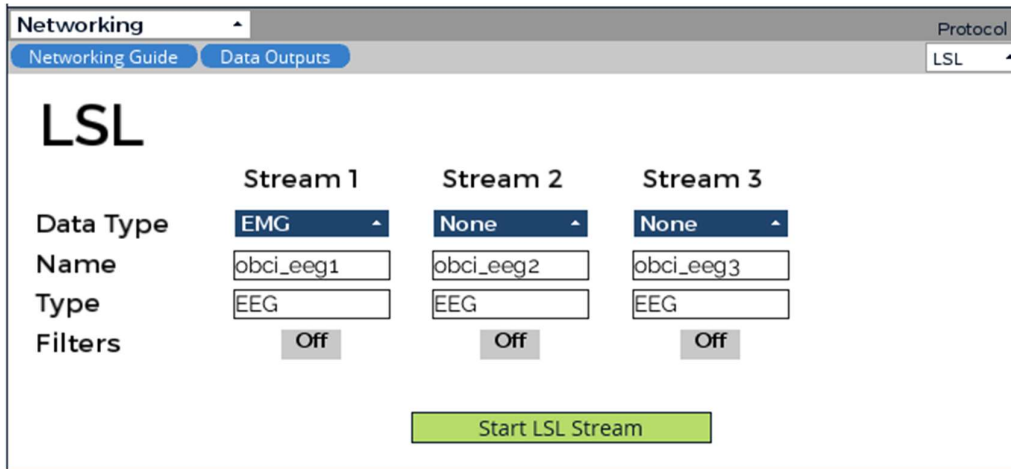 Networking
Protocol
Networking Guide Data Outputs LSL
LSL
Stream 1 Stream 2 Stream 3
Data Type EMG None None
Name obci_eeg1 obci_eeg2 obci_eeg3
Type EEG EEG EEG
Filters Off Off Off
Start LSL Stream